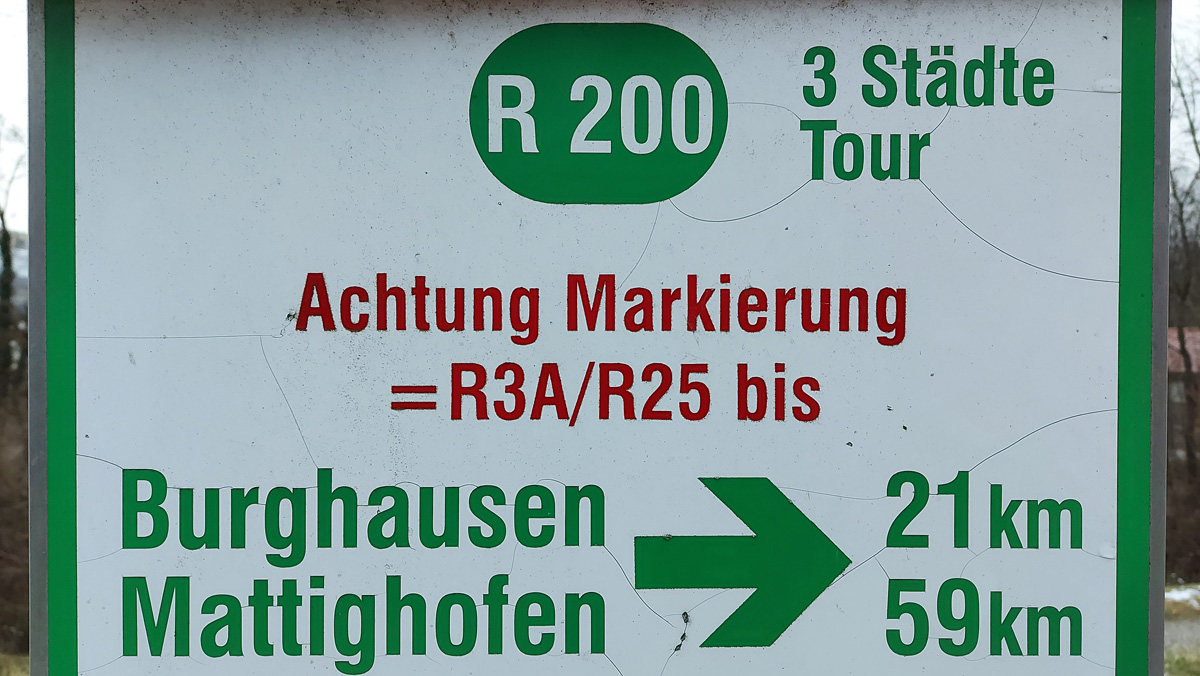 R 200
3 Städte
Tour
Achtung Markierung
=R3A/R25 bis
Burghausen 21km
Mattighofen 59km